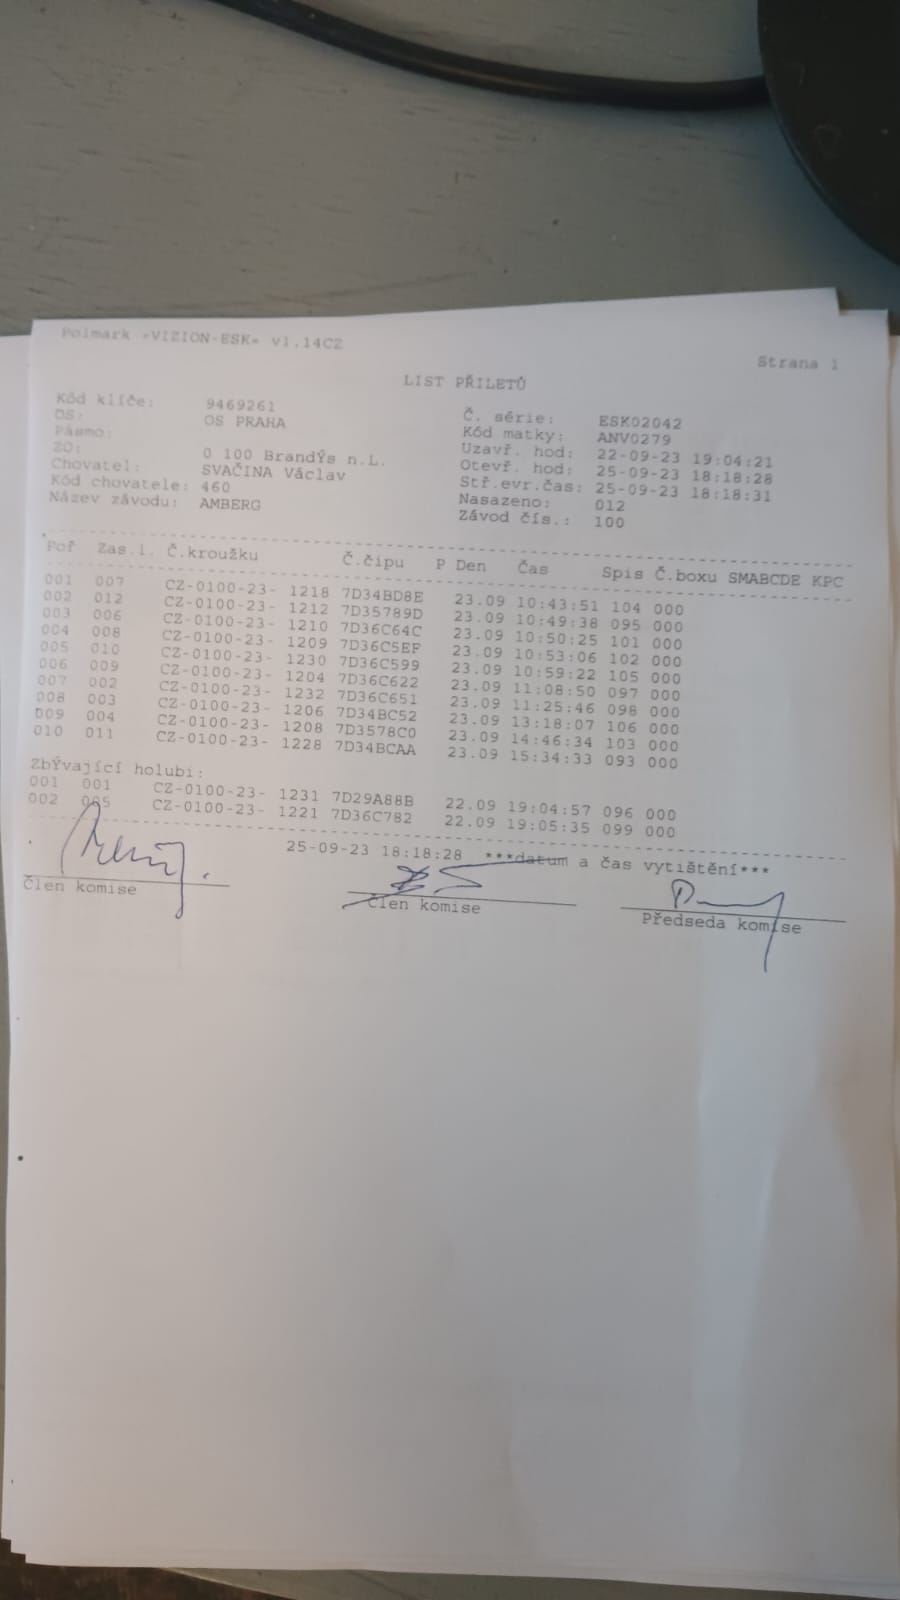 Polmark »VIZION-ESK« v1.14CZ
Strana 1
LIST PŘILETŮ
Kód klíče: 9469261
OS: OS PRAHA
Pásmo:
ZO: 0 100 BrandÝs n.L.
Chovatel: SVAČINA Václav
Kód chovatele: 460
Název závodu: AMBERG
Č. série: ESK02042
Kód matky: ANV0279
Uzavř. hod: 22-09-23 19:04:21
Otevř. hod: 25-09-23 18:18:28
Stř.evr.čas: 25-09-23 18:18:31
Nasazeno: 012
Závod čís.: 100
Poř Zas.l. Č.kroužku Č.čipu P Den Čas Spis Č.boxu SMABCDE KPC
001 007 CZ-0100-23- 1218 7D34BD8E 23.09 10:43:51 104 000
002 012 CZ-0100-23- 1212 7D35789D 23.09 10:49:38 095 000
003 006 CZ-0100-23- 1210 7D36C64C 23.09 10:50:25 101 000
004 008 CZ-0100-23- 1209 7D36C5EF 23.09 10:53:06 102 000
005 010 CZ-0100-23- 1230 7D36C599 23.09 10:59:22 105 000
006 009 CZ-0100-23- 1204 7D36C622 23.09 11:08:50 097 000
007 002 CZ-0100-23- 1232 7D36C651 23.09 11:25:46 098 000
008 003 CZ-0100-23- 1206 7D34BC52 23.09 13:18:07 106 000
009 004 CZ-0100-23- 1208 7D3578C0 23.09 14:46:34 103 000
010 011 CZ-0100-23- 1228 7D34BCAA 23.09 15:34:33 093 000
ZbÝvající holubi:
001 001 CZ-0100-23- 1231 7D29A88B 22.09 19:04:57 096 000
002 005 CZ-0100-23- 1221 7D36C782 22.09 19:05:35 099 000
25-09-23 18:18:28 ***datum a čas vytištění***
Člen komise
Člen komise
Předseda komise